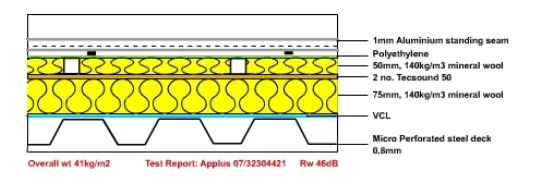 1mm Aluminium standing seam
Polyethylene
50mm, 140kg/m3 mineral wool
2 no. Tecsound 50
75mm, 140kg/m3 mineral wool
VCL
Micro Perforated steel deck
0.8mm
Overall wt 41kg/m2 Test Report: Applus 07/32304421 Rw 46dB